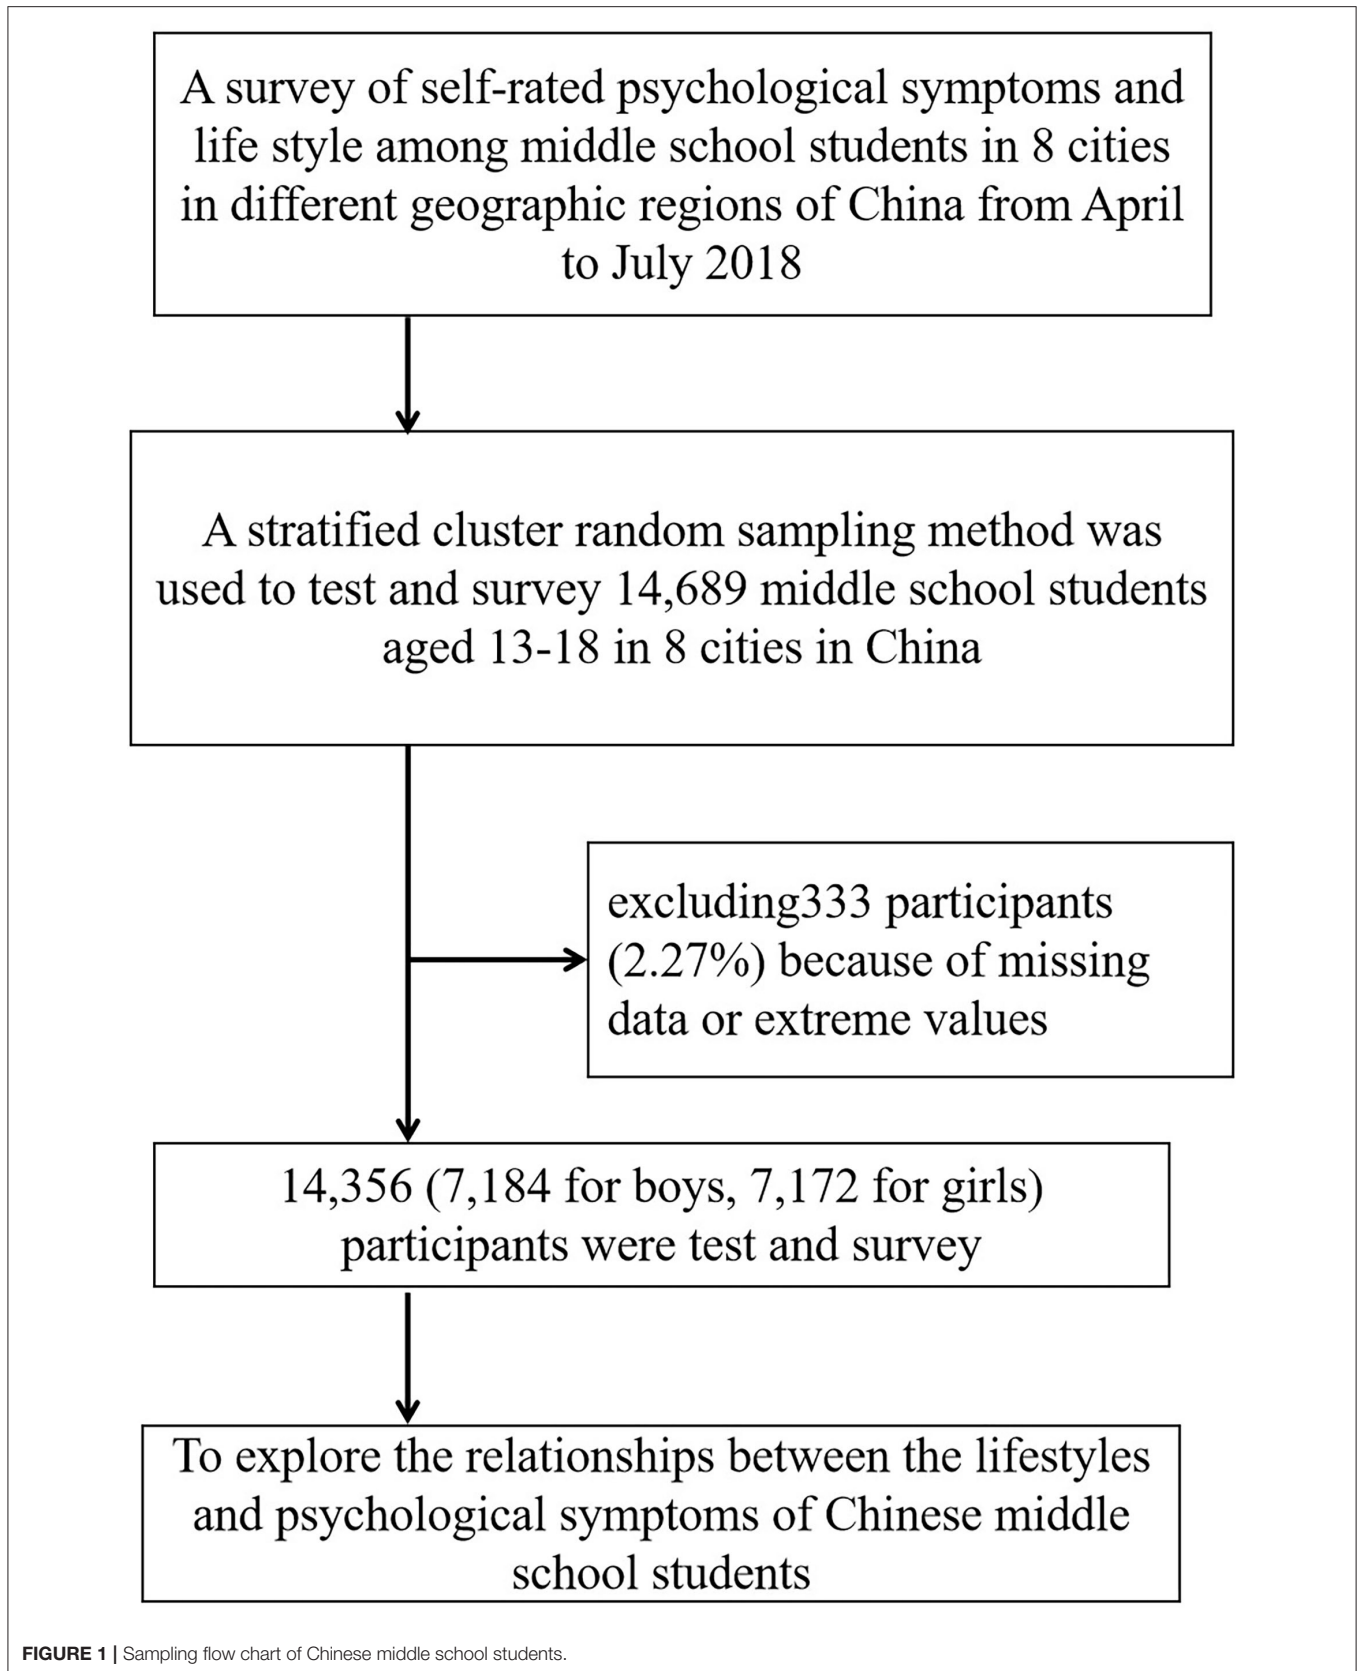 A survey of self-rated psychological symptoms and
life style among middle school students in 8 cities
in different geographic regions of China from April
to July 2018
A stratified cluster random sampling method was
used to test and survey 14,689 middle school students
aged 13-18 in 8 cities in China
excluding333 participants
(2.27%) because of missing
data or extreme values
14,356 (7,184 for boys, 7,172 for girls)
participants were test and survey
To explore the relationships between the lifestyles
and psychological symptoms of Chinese middle
school students
FIGURE 1 | Sampling flow chart of Chinese middle school students.